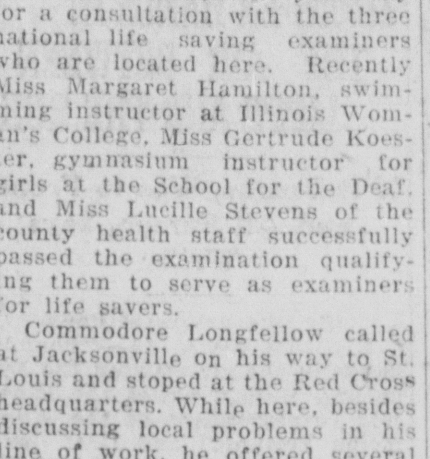 or a consultation with the three
national life saving examiners
who are located here. Recently
Miss Margaret Hamilton, swim-
ming instructor at Illinois Wom-
an's College, Miss Gertrude Koes-
er, gymnasium instructor for
girls at the School for the Deaf,
and Miss Lucille Stevens of the
county health staff successfully
passed the examination qualify-
ing them to serve as examiners
for life savers.
Commodore Longfellow called
at Jacksonville on his way to St.
Louis and stoped at the Red Cross
headquarters. While here, besides
discussing local problems in his
line of work, he offered several